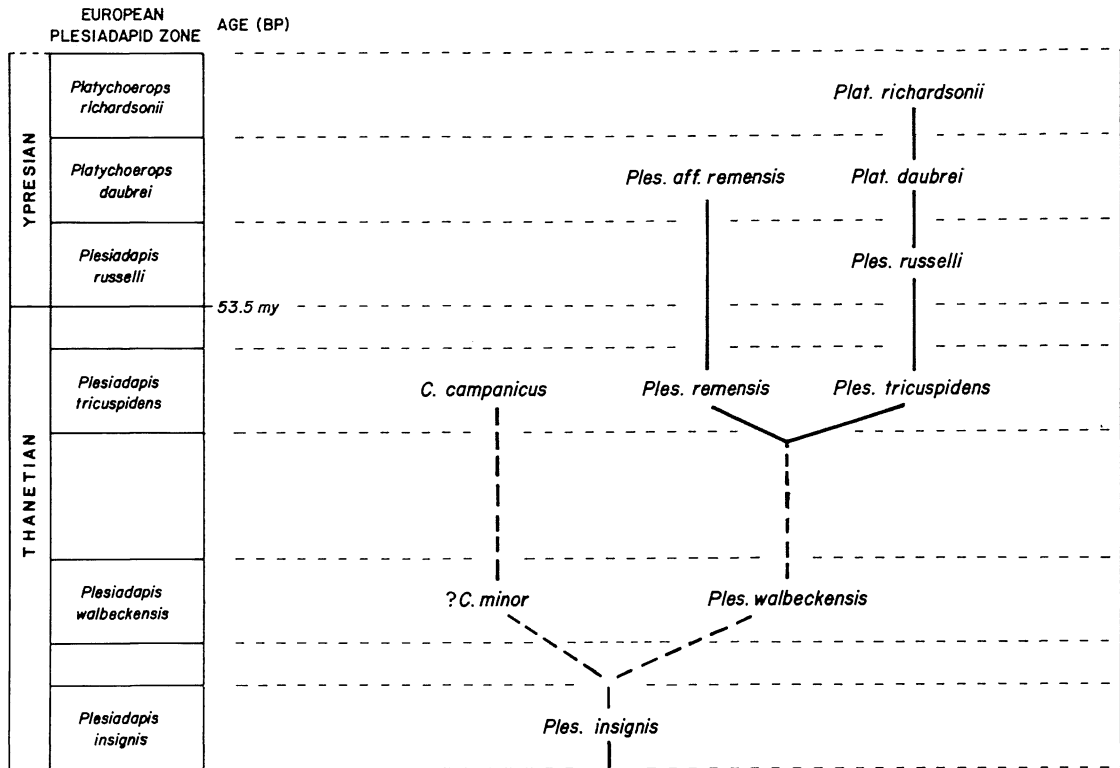 EUROPEAN
PLESIADAPID ZONE
AGE (BP)
YPRESIAN
Platychoerops
richardsonii
Plat. richardsonii
Platychoerops
daubrei
Ples. aff. remensis
Plat. daubrei
Plesiadapis
russelli
Ples. russelli
53.5 my
THANETIAN
Plesiadapis
tricuspidens
C. campanicus
Ples. remensis
Ples. tricuspidens
Plesiadapis
walbeckensis
?C. minor
Ples. walbeckensis
Plesiadapis
insignis
Ples. insignis